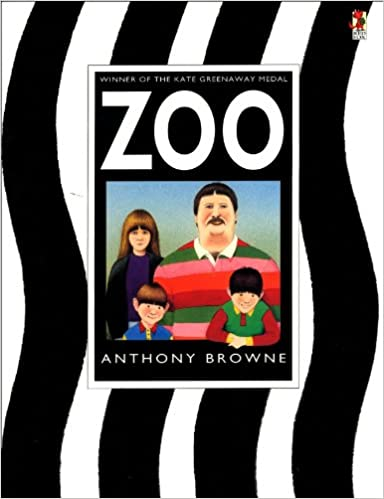 WINNER OF THE KATE GREENAWAY MEDAL
ZOO
ANTHONY BROWNE